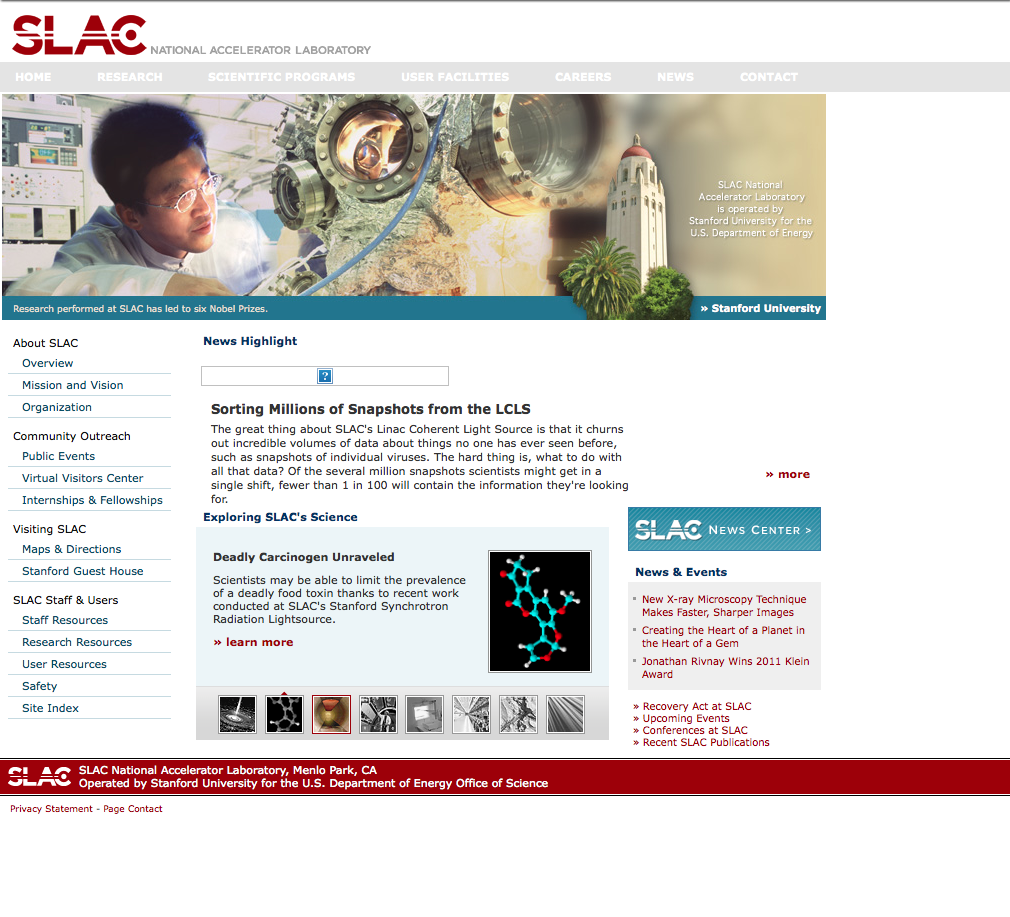 SLAC NATIONAL ACCELERATOR LABORATORY
HOME RESEARCH SCIENTIFIC PROGRAMS USER FACILITIES CAREERS NEWS CONTACT
SLAC National
Accelerator Laboratory
is operated by
Stanford University for the
U.S. Department of Energy
Research performed at SLAC has led to six Nobel Prizes.
» Stanford University
About SLAC
Overview
Mission and Vision
Organization
Community Outreach
Public Events
Virtual Visitors Center
Internships & Fellowships
Visiting SLAC
Maps & Directions
Stanford Guest House
SLAC Staff & Users
Staff Resources
Research Resources
User Resources
Safety
Site Index
News Highlight
?
Sorting Millions of Snapshots from the LCLS
The great thing about SLAC's Linac Coherent Light Source is that it churns
out incredible volumes of data about things no one has ever seen before,
such as snapshots of individual viruses. The hard thing is, what to do with
all that data? Of the several million snapshots scientists might get in a
single shift, fewer than 1 in 100 will contain the information they're looking
for.
» more
Exploring SLAC's Science
Deadly Carcinogen Unraveled
Scientists may be able to limit the prevalence
of a deadly food toxin thanks to recent work
conducted at SLAC's Stanford Synchrotron
Radiation Lightsource.
» learn more
SLAC NEWS CENTER >
News & Events
New X-ray Microscopy Technique
Makes Faster, Sharper Images
Creating the Heart of a Planet in
the Heart of a Gem
Jonathan Rivnay Wins 2011 Klein
Award
» Recovery Act at SLAC
» Upcoming Events
» Conferences at SLAC
» Recent SLAC Publications
SLAC
SLAC National Accelerator Laboratory, Menlo Park, CA
Operated by Stanford University for the U.S. Department of Energy Office of Science
Privacy Statement - Page Contact